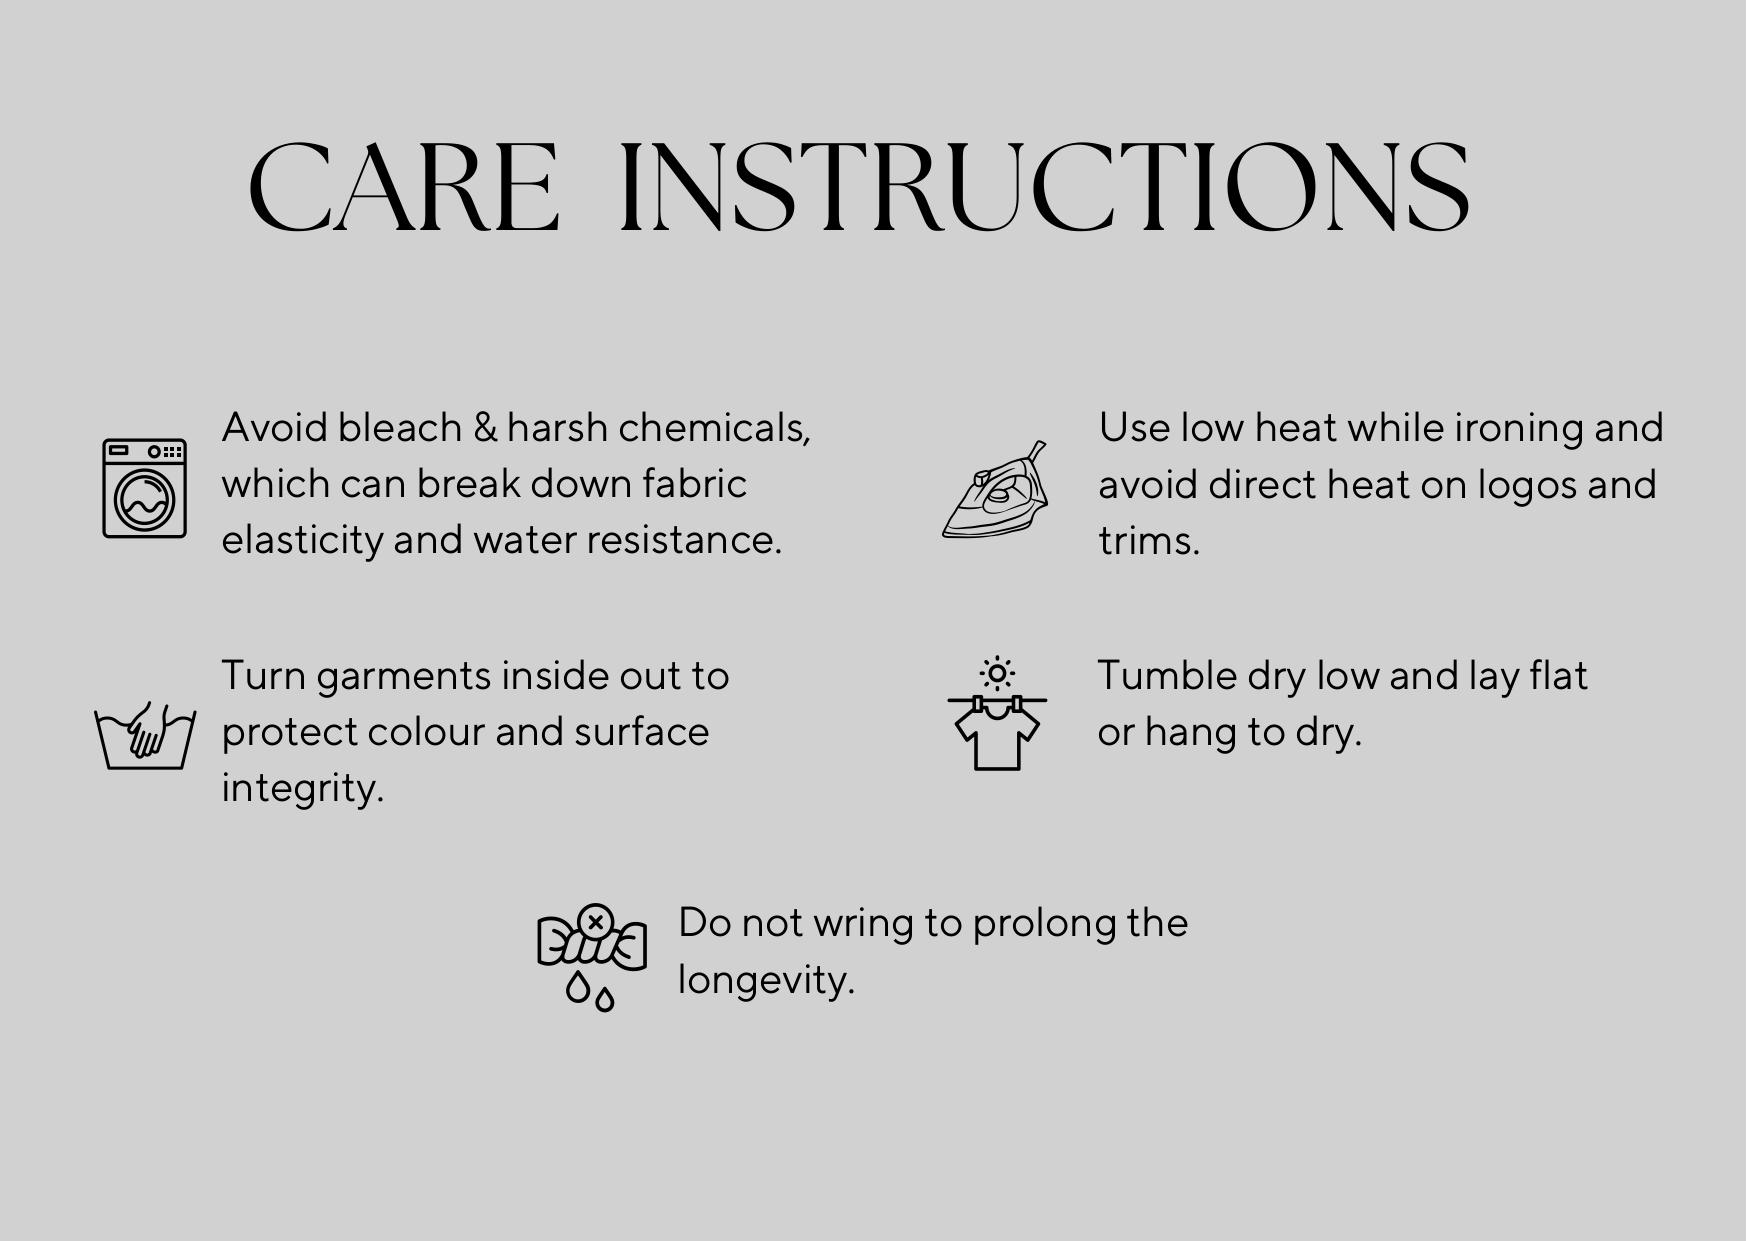 CARE INSTRUCTIONS
Avoid bleach & harsh chemicals,
which can break down fabric
elasticity and water resistance.
Use low heat while ironing and
avoid direct heat on logos and
trims.
Turn garments inside out to
protect colour and surface
integrity.
Tumble dry low and lay flat
or hang to dry.
Do not wring to prolong the
longevity.